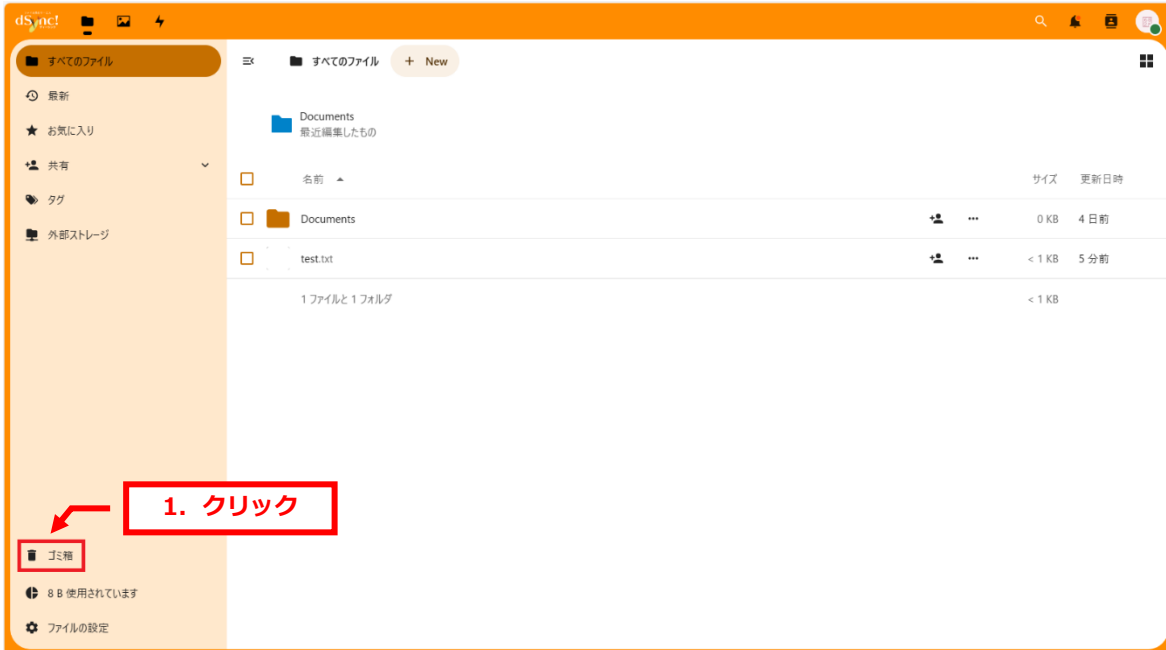 dSync!
すべてのファイル
すべてのファイル
+ New
最新
お気に入り
共有
タグ
外部ストレージ
Documents
最近編集したもの
名前
サイズ
更新日時
Documents
0 KB
4 日前
test.txt
< 1 KB
5 分前
1 ファイルと 1 フォルダ
< 1 KB
1. クリック
ゴミ箱
8 B 使用されています
ファイルの設定